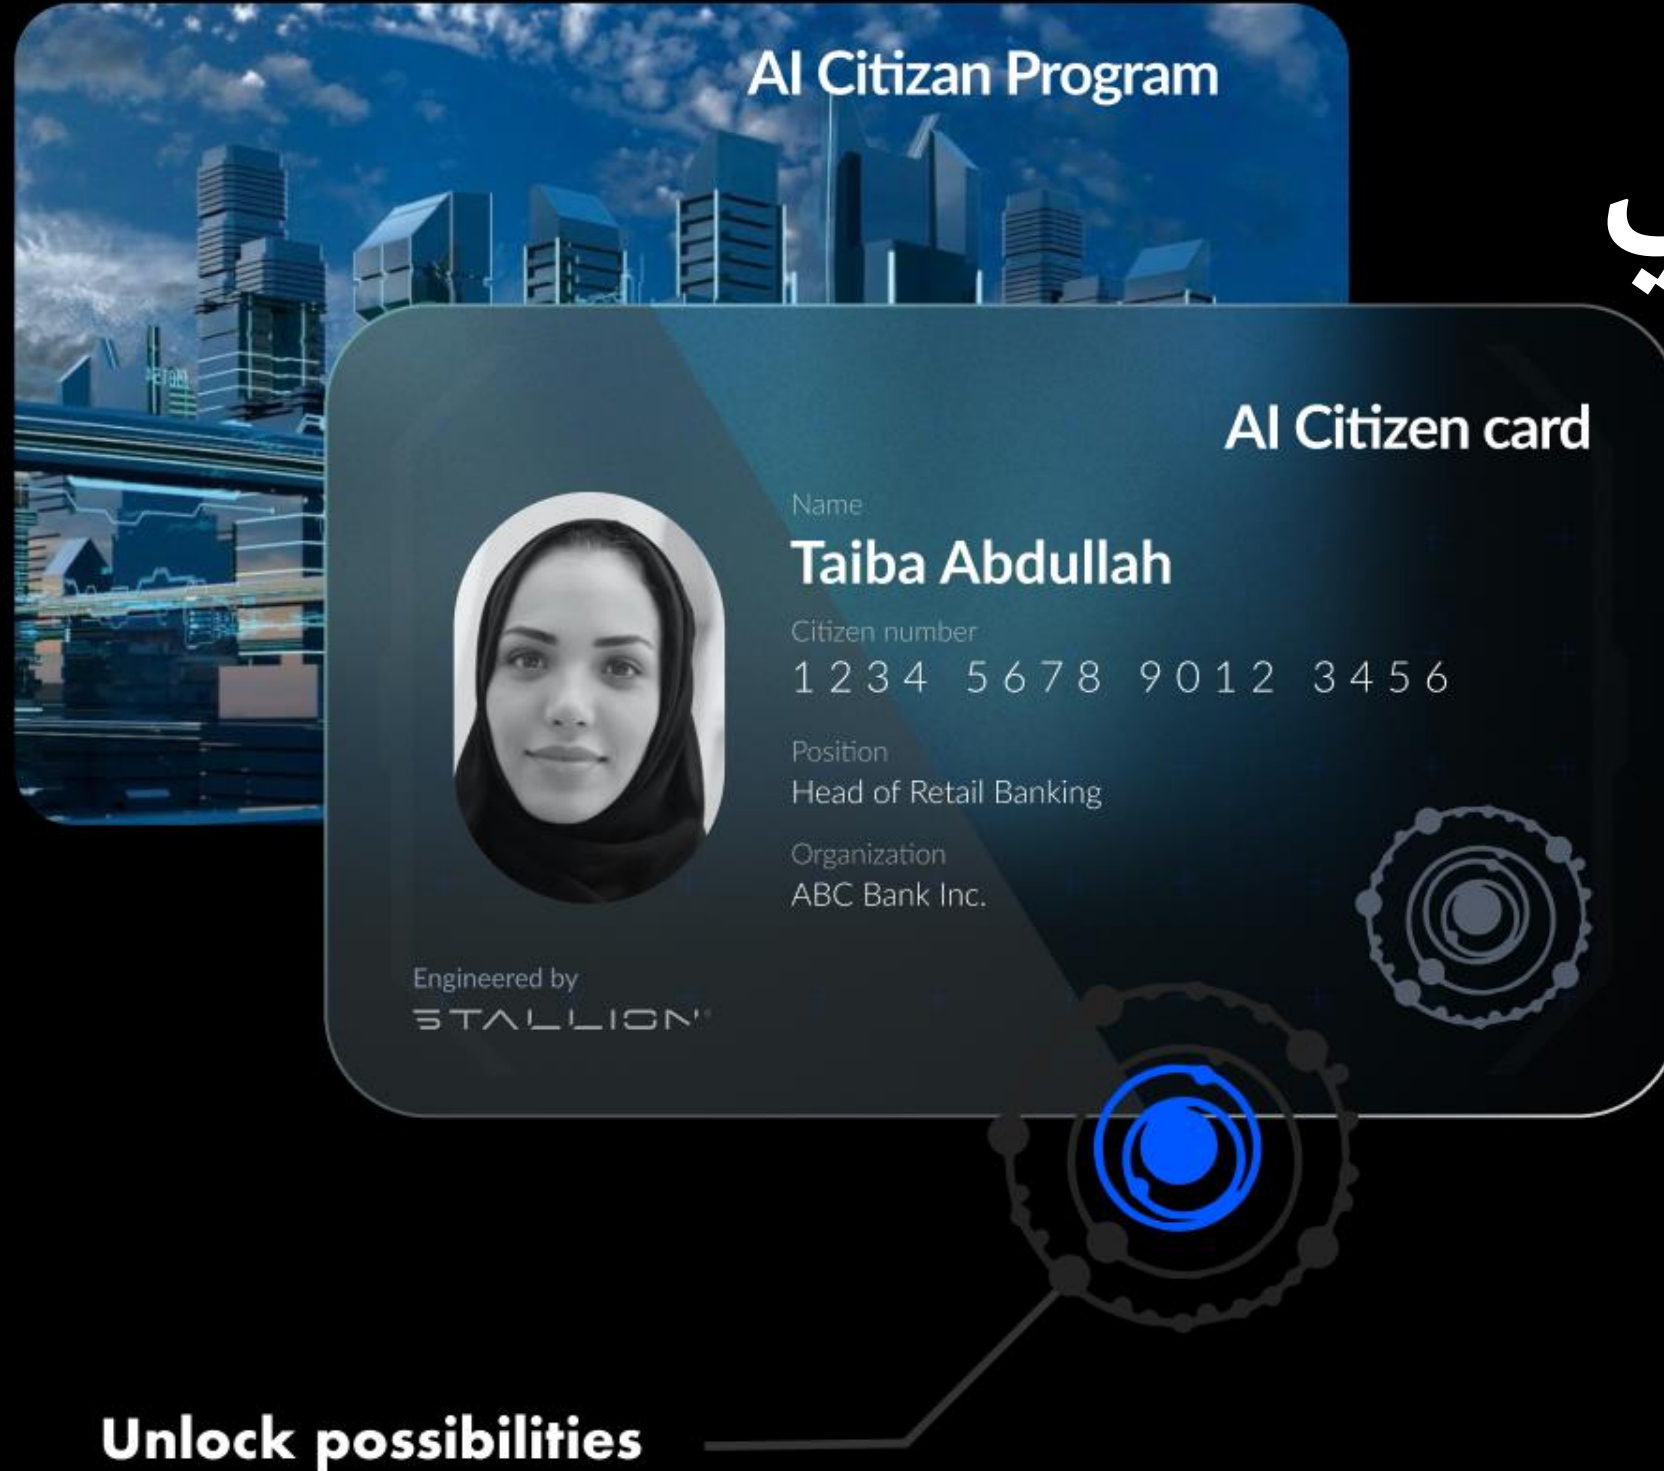 AI Citizan Program
AI Citizen card
Name
Taiba Abdullah
Citizen number
1234 5678 9012 3456
Position
Head of Retail Banking
Organization
ABC Bank Inc.
Engineered by
STALLION
Unlock possibilities